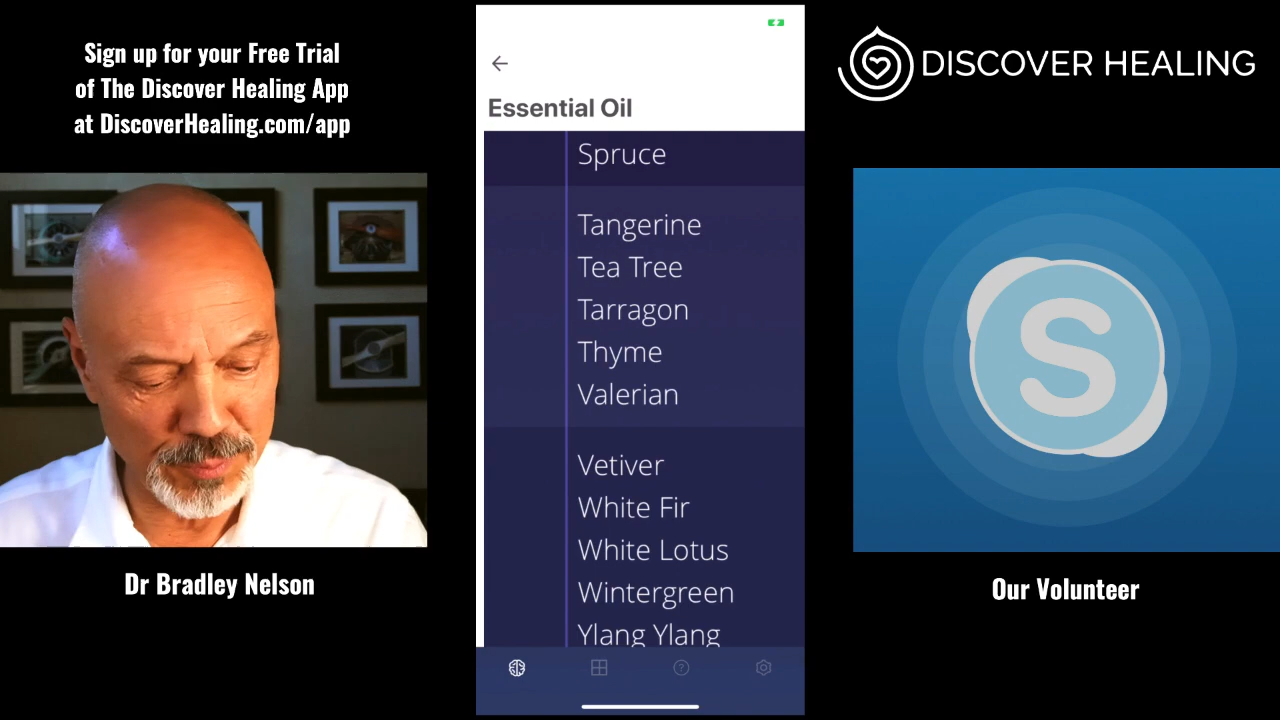 Sign up for your Free Trial
of The Discover Healing App
at DiscoverHealing.com/app
Dr Bradley Nelson
Essential Oil
Spruce
Tangerine
Tea Tree
Tarragon
Thyme
Valerian
Vetiver
White Fir
White Lotus
Wintergreen
Ylang Ylang
DISCOVER HEALING
S
Our Volunteer